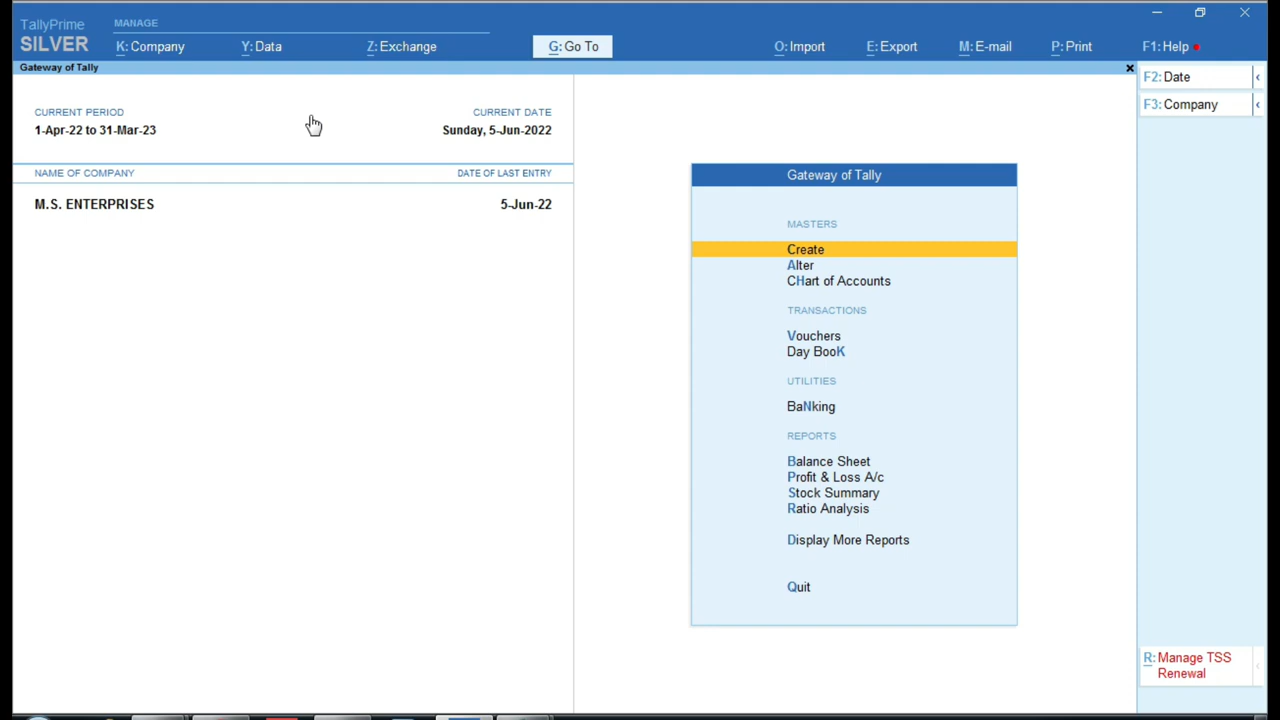 TallyPrime
SILVER
MANAGE
K: Company
Y: Data
Z: Exchange
G: Go To
O: Import
E: Export
M: E-mail
P: Print
F1: Help
Gateway of Tally
F2: Date
F3: Company
CURRENT PERIOD
CURRENT DATE
1-Apr-22 to 31-Mar-23
Sunday, 5-Jun-2022
NAME OF COMPANY
DATE OF LAST ENTRY
M.S. ENTERPRISES
5-Jun-22
Gateway of Tally
MASTERS
Create
Alter
CHart of Accounts
TRANSACTIONS
Vouchers
Day BooK
UTILITIES
BaNking
REPORTS
Balance Sheet
Profit & Loss A/c
Stock Summary
Ratio Analysis
Display More Reports
Quit
R: Manage TSS
Renewal